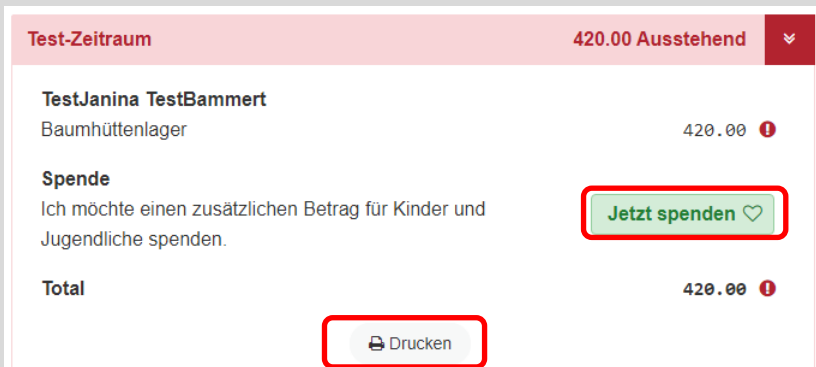 Test-Zeitraum 420.00 Ausstehend
TestJanina TestBammert
Baumhüttenlager 420.00
Spende
Ich möchte einen zusätzlichen Betrag für Kinder und
Jugendliche spenden.
Jetzt spenden
Total 420.00
Drucken